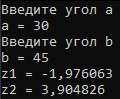 Введите угол a
a = 30
Введите угол b
b = 45
z1 = -1,976063
z2 = 3,904826